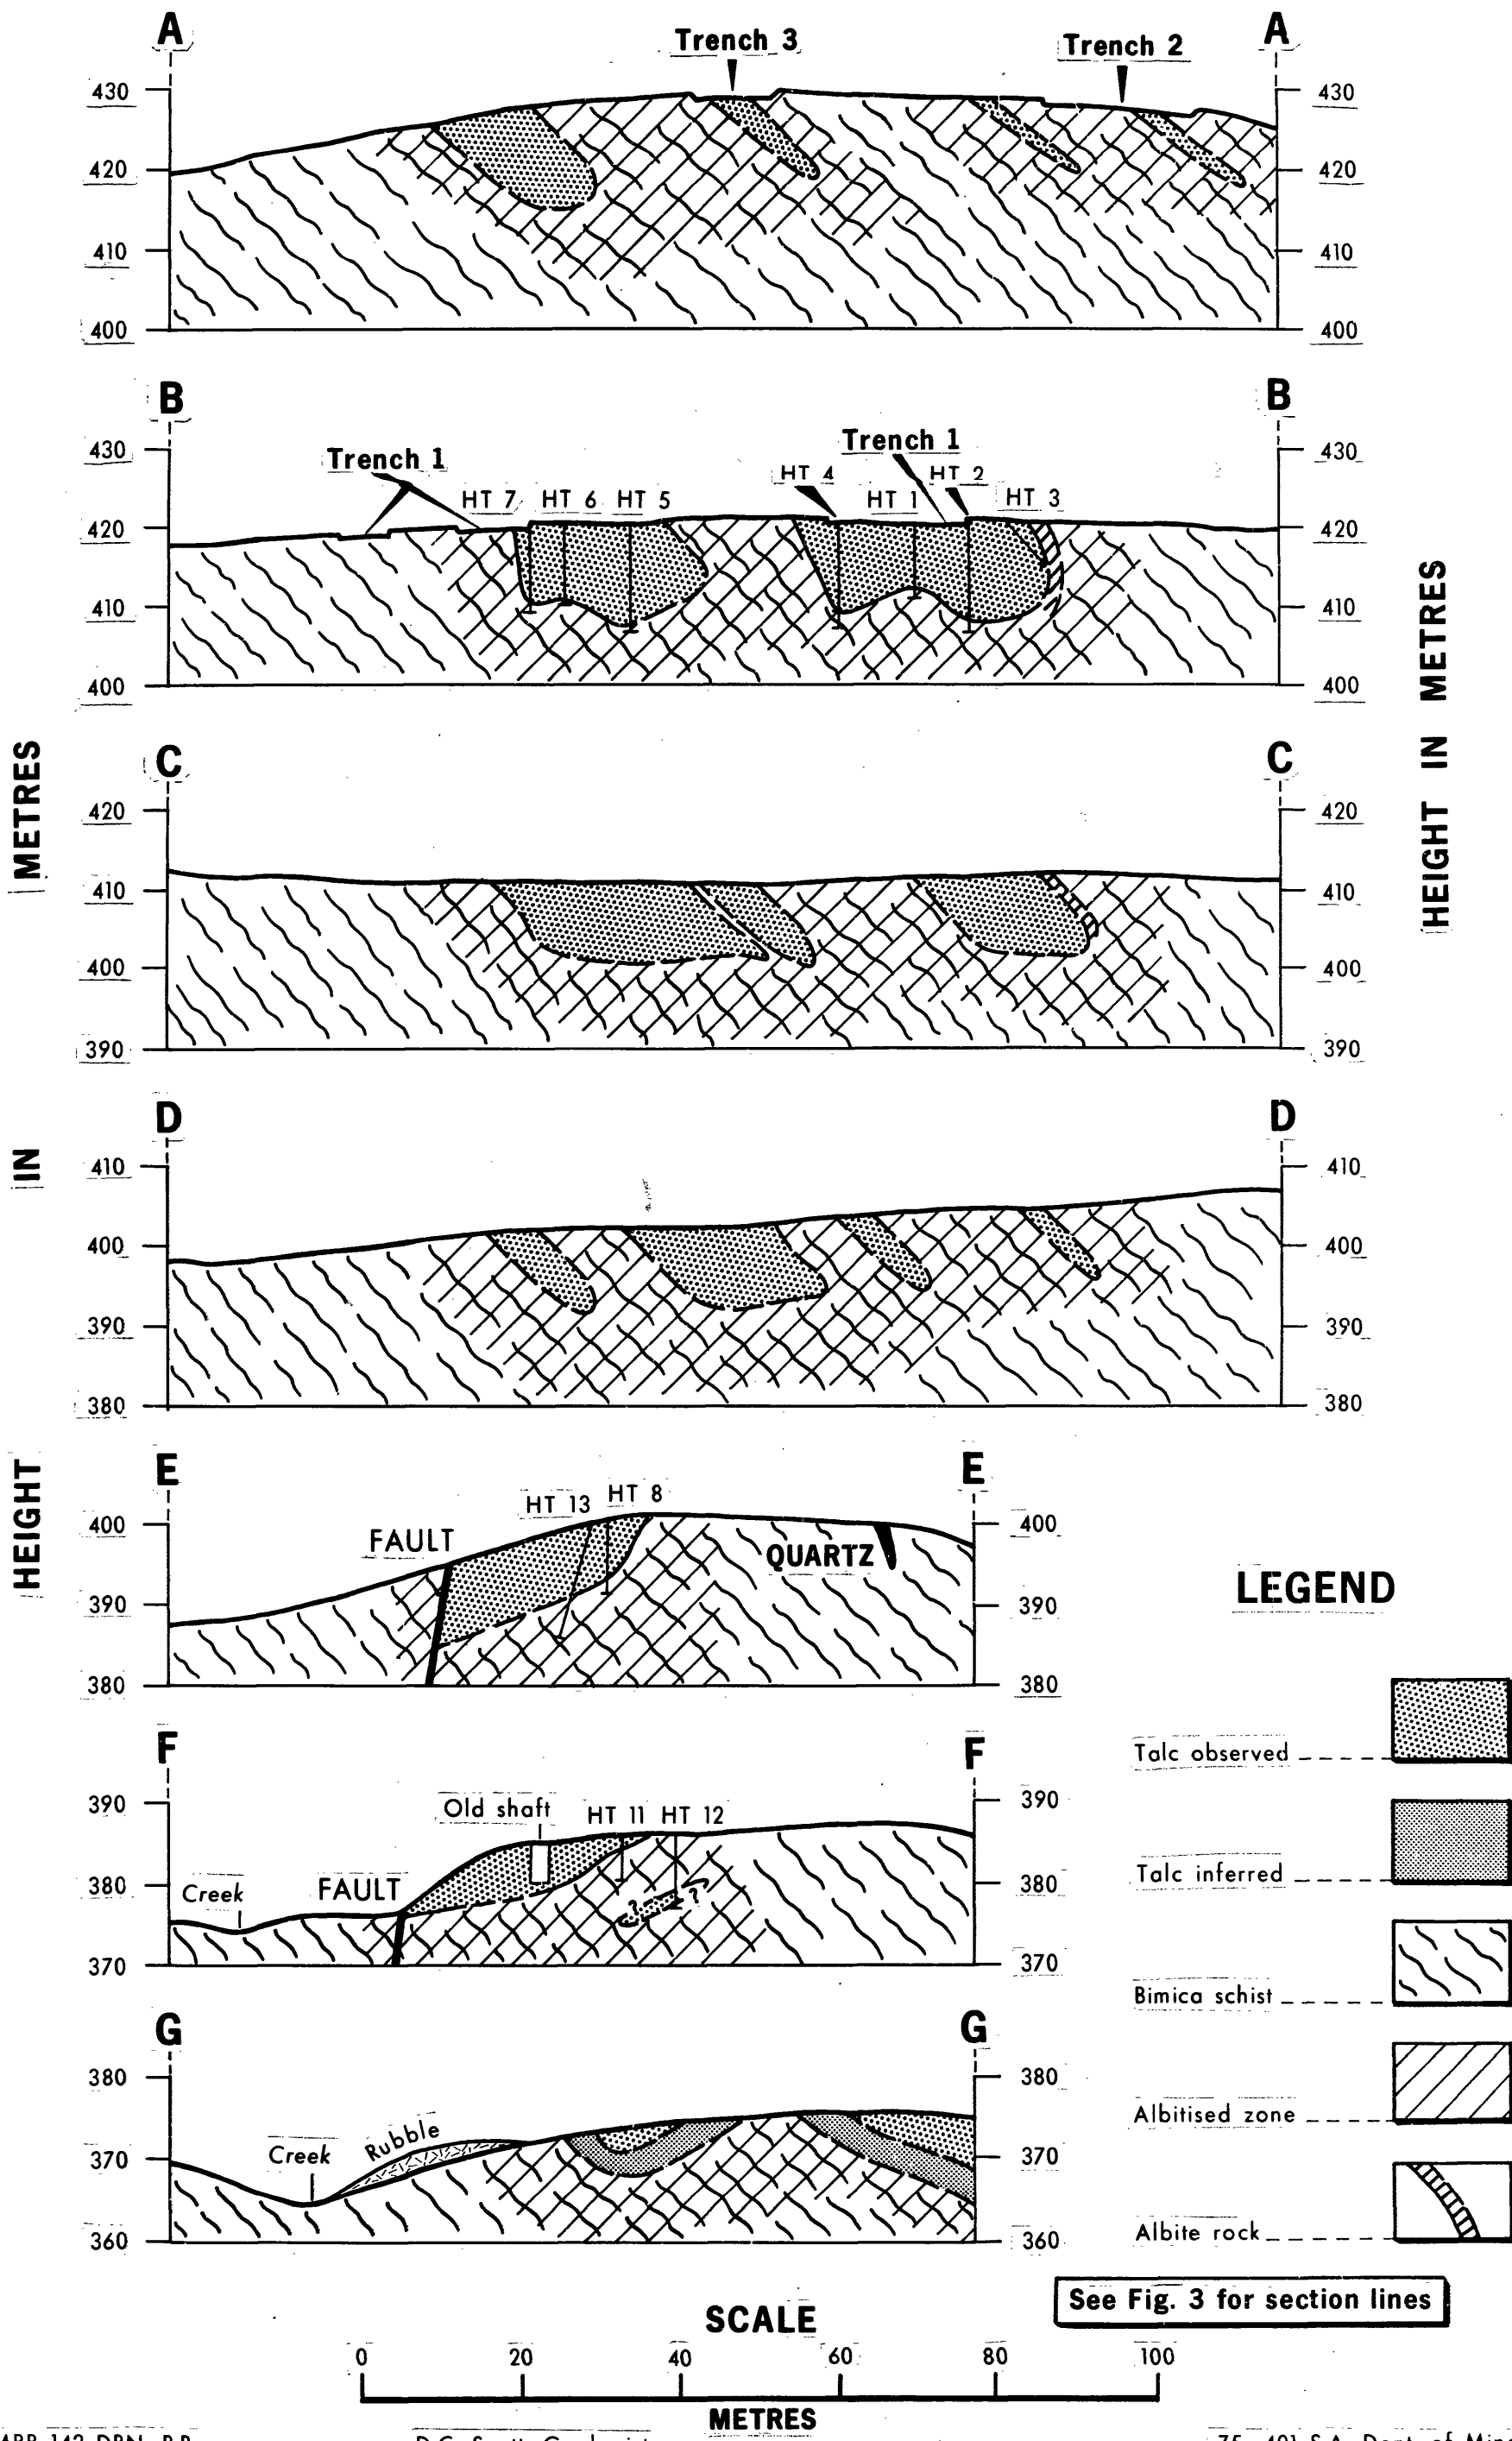 A A
Trench 3 Trench 2
430 430
420 420
410 410
400 400
B B
430 430
Trench 1 Trench 1
HT 7 HT 6 HT 5 HT 4 HT 1 HT 2 HT 3
420 420
410 410
400 400
C C
420 420
410 410
400 400
390 390
D D
410 410
400 400
390 390
380 380
E E
HT 13 HT 8
400 400
FAULT QUARTZ
390 390
380 380
F F
390 390
Old shaft HT 11 HT 12
380 380
Creek FAULT
? ?
370 370
G G
380 380
Rubble
370 370
Creek
360 360
HEIGHT IN METRES
HEIGHT IN METRES
LEGEND
Talc observed
Talc inferred
Bimica schist
Albitised zone
Albite rock
See Fig. 3 for section lines
SCALE
0 20 40 60 80 100
METRES